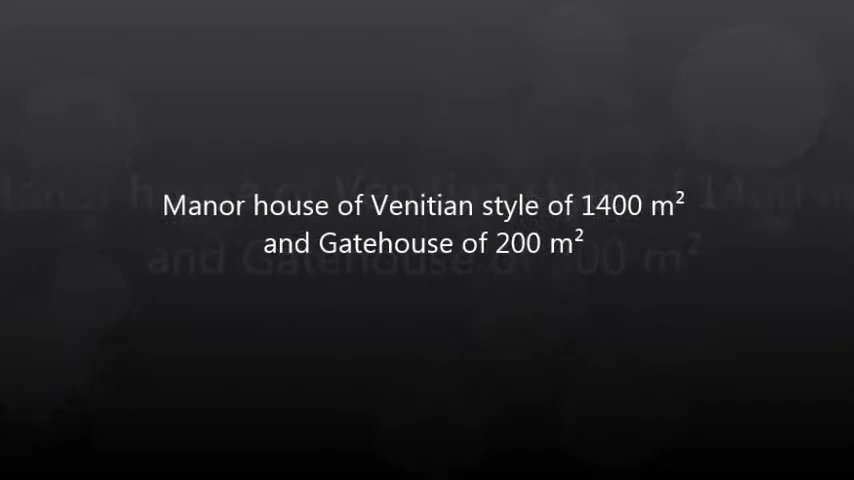 Manor house of Venitian style of 1400 m²
and Gatehouse of 200 m²